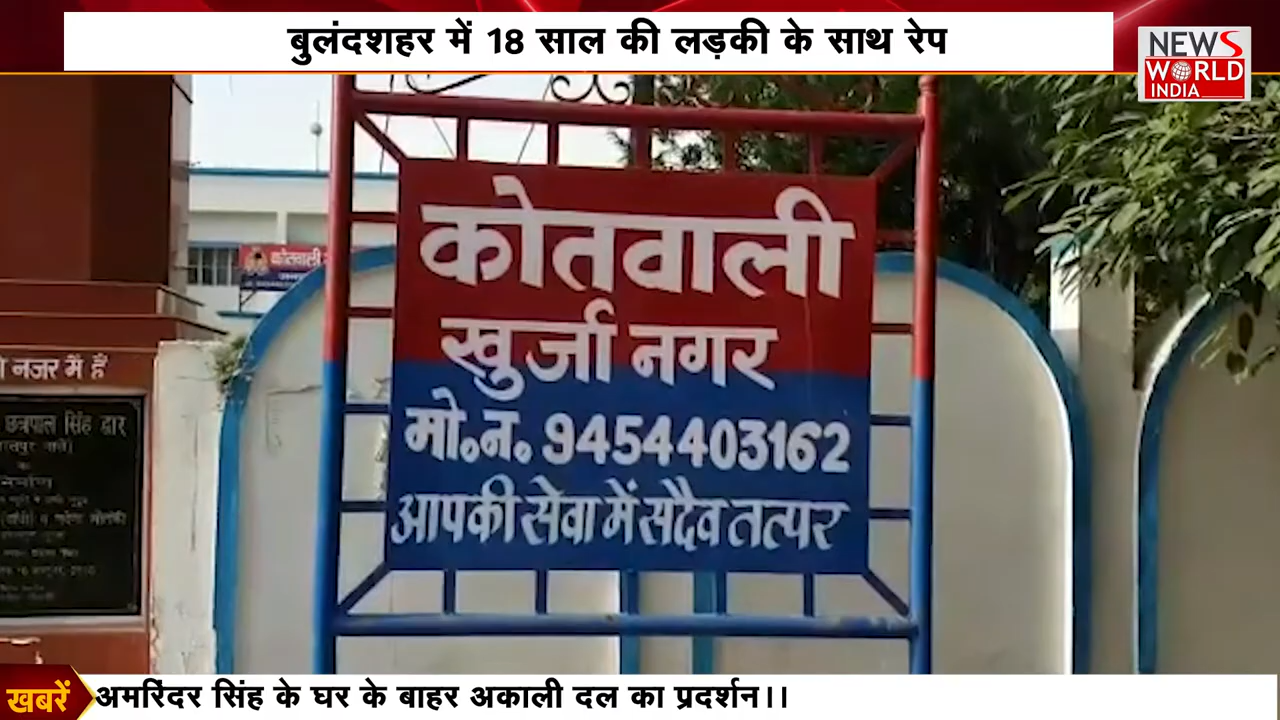 बुलंदशहर में 18 साल की लड़की के साथ रेप
NEWS
WORLD
INDIA
कोतवाली
कोतवाली
खुर्जा नगर
मो.न. 9454403162
आपकी सेवा में सदैव तत्पर
नजर में हैं
छत्रपाल सिंह द्वार
खबरें
अमरिंदर सिंह के घर के बाहर अकाली दल का प्रदर्शन।।